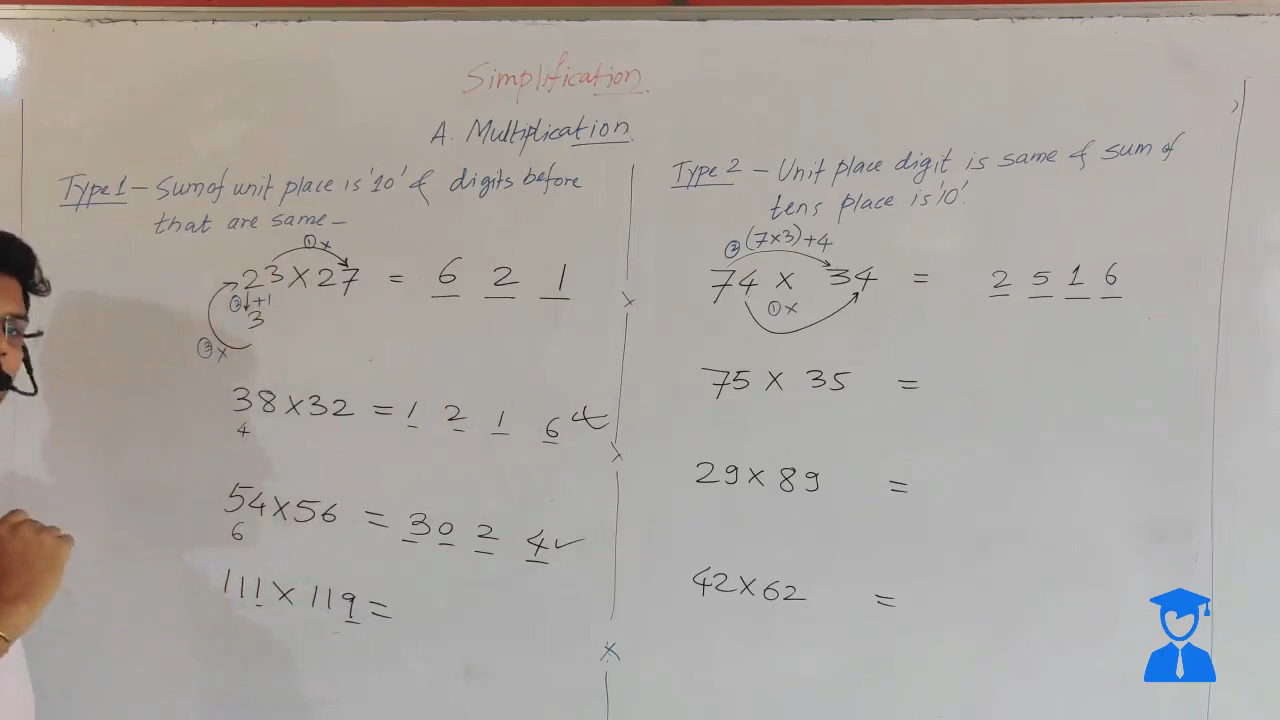 Simplification
A. Multiplication
Type 1 - Sum of unit place is '10' & digits before
that are same -
① x
23 x 27 = 6 2 1
② ↓ +1
3
③ x
38 x 32 = 1 2 1 6
4
54 x 56 = 30 2 4 ✓
6
111 x 119 =
Type 2 - Unit place digit is same & sum of
tens place is '10'.
② (7x3)+4
74 x 34 = 2 5 1 6
① x
75 x 35 =
29 x 89 =
42 x 62 =